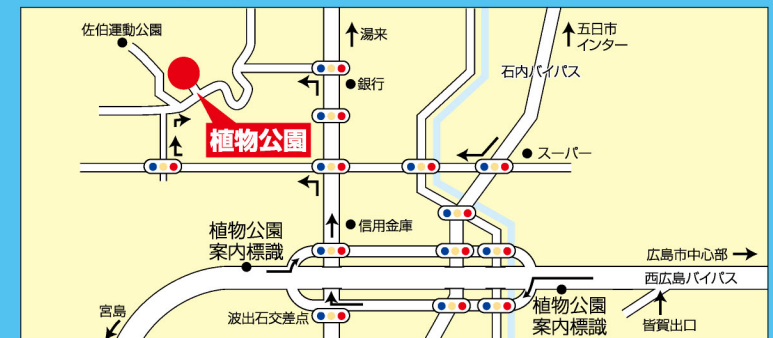 佐伯運動公園
湯来
五日市
インター
石内バイパス
銀行
植物公園
スーパー
信用金庫
植物公園
案内標識
広島市中心部
西広島バイパス
宮島
波出石交差点
植物公園
案内標識
皆賀出口